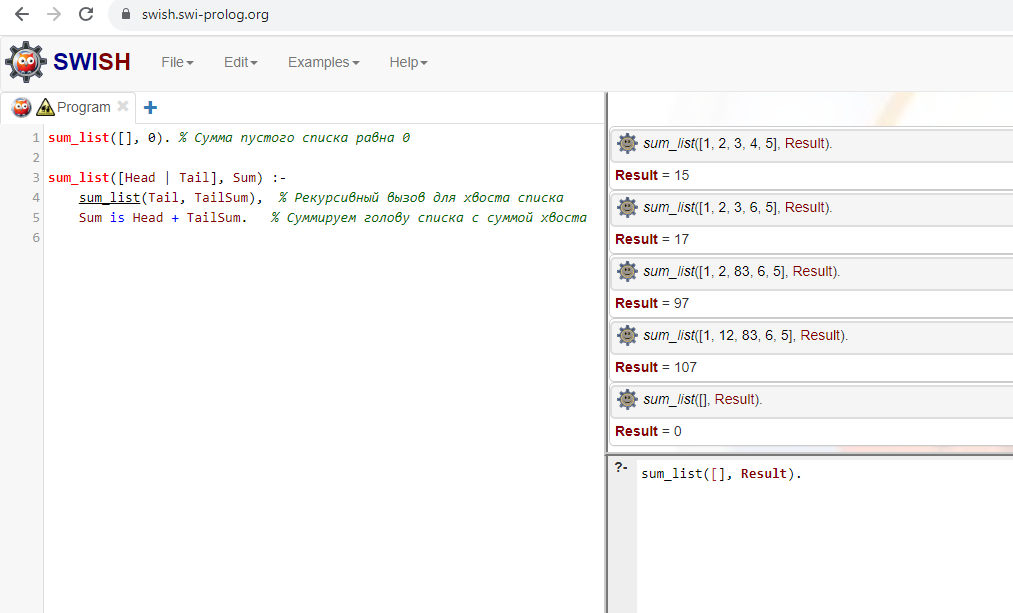 swish.swi-prolog.org
SWISH File Edit Examples Help
Program
1 sum_list([], 0). % Сумма пустого списка равна 0
2
3 sum_list([Head | Tail], Sum) :-
4 sum_list(Tail, TailSum), % Рекурсивный вызов для хвоста списка
5 Sum is Head + TailSum. % Суммируем голову списка с суммой хвоста
6
sum_list([1, 2, 3, 4, 5], Result).
Result = 15
sum_list([1, 2, 3, 6, 5], Result).
Result = 17
sum_list([1, 2, 83, 6, 5], Result).
Result = 97
sum_list([1, 12, 83, 6, 5], Result).
Result = 107
sum_list([], Result).
Result = 0
?- sum_list([], Result).